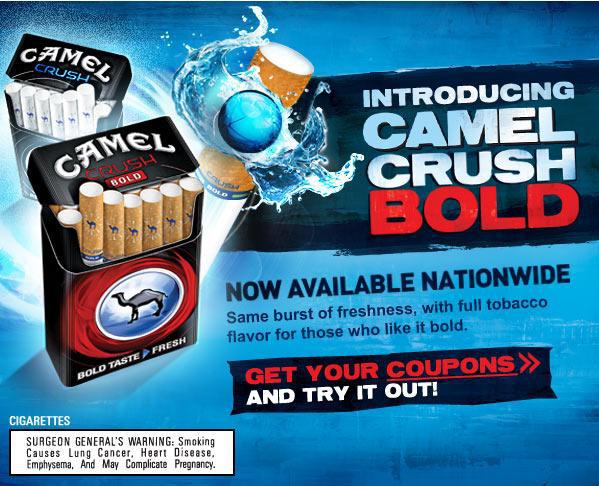 CAMEL
CRUSH
CAMEL
CRUSH
BOLD
BOLD TASTE ▶ FRESH
CRUSH
BOLD
INTRODUCING
CAMEL
CRUSH
BOLD
NOW AVAILABLE NATIONWIDE
Same burst of freshness, with full tobacco
flavor for those who like it bold.
GET YOUR COUPONS >>
AND TRY IT OUT!
CIGARETTES
SURGEON GENERAL'S WARNING: Smoking
Causes Lung Cancer, Heart Disease,
Emphysema, And May Complicate Pregnancy.